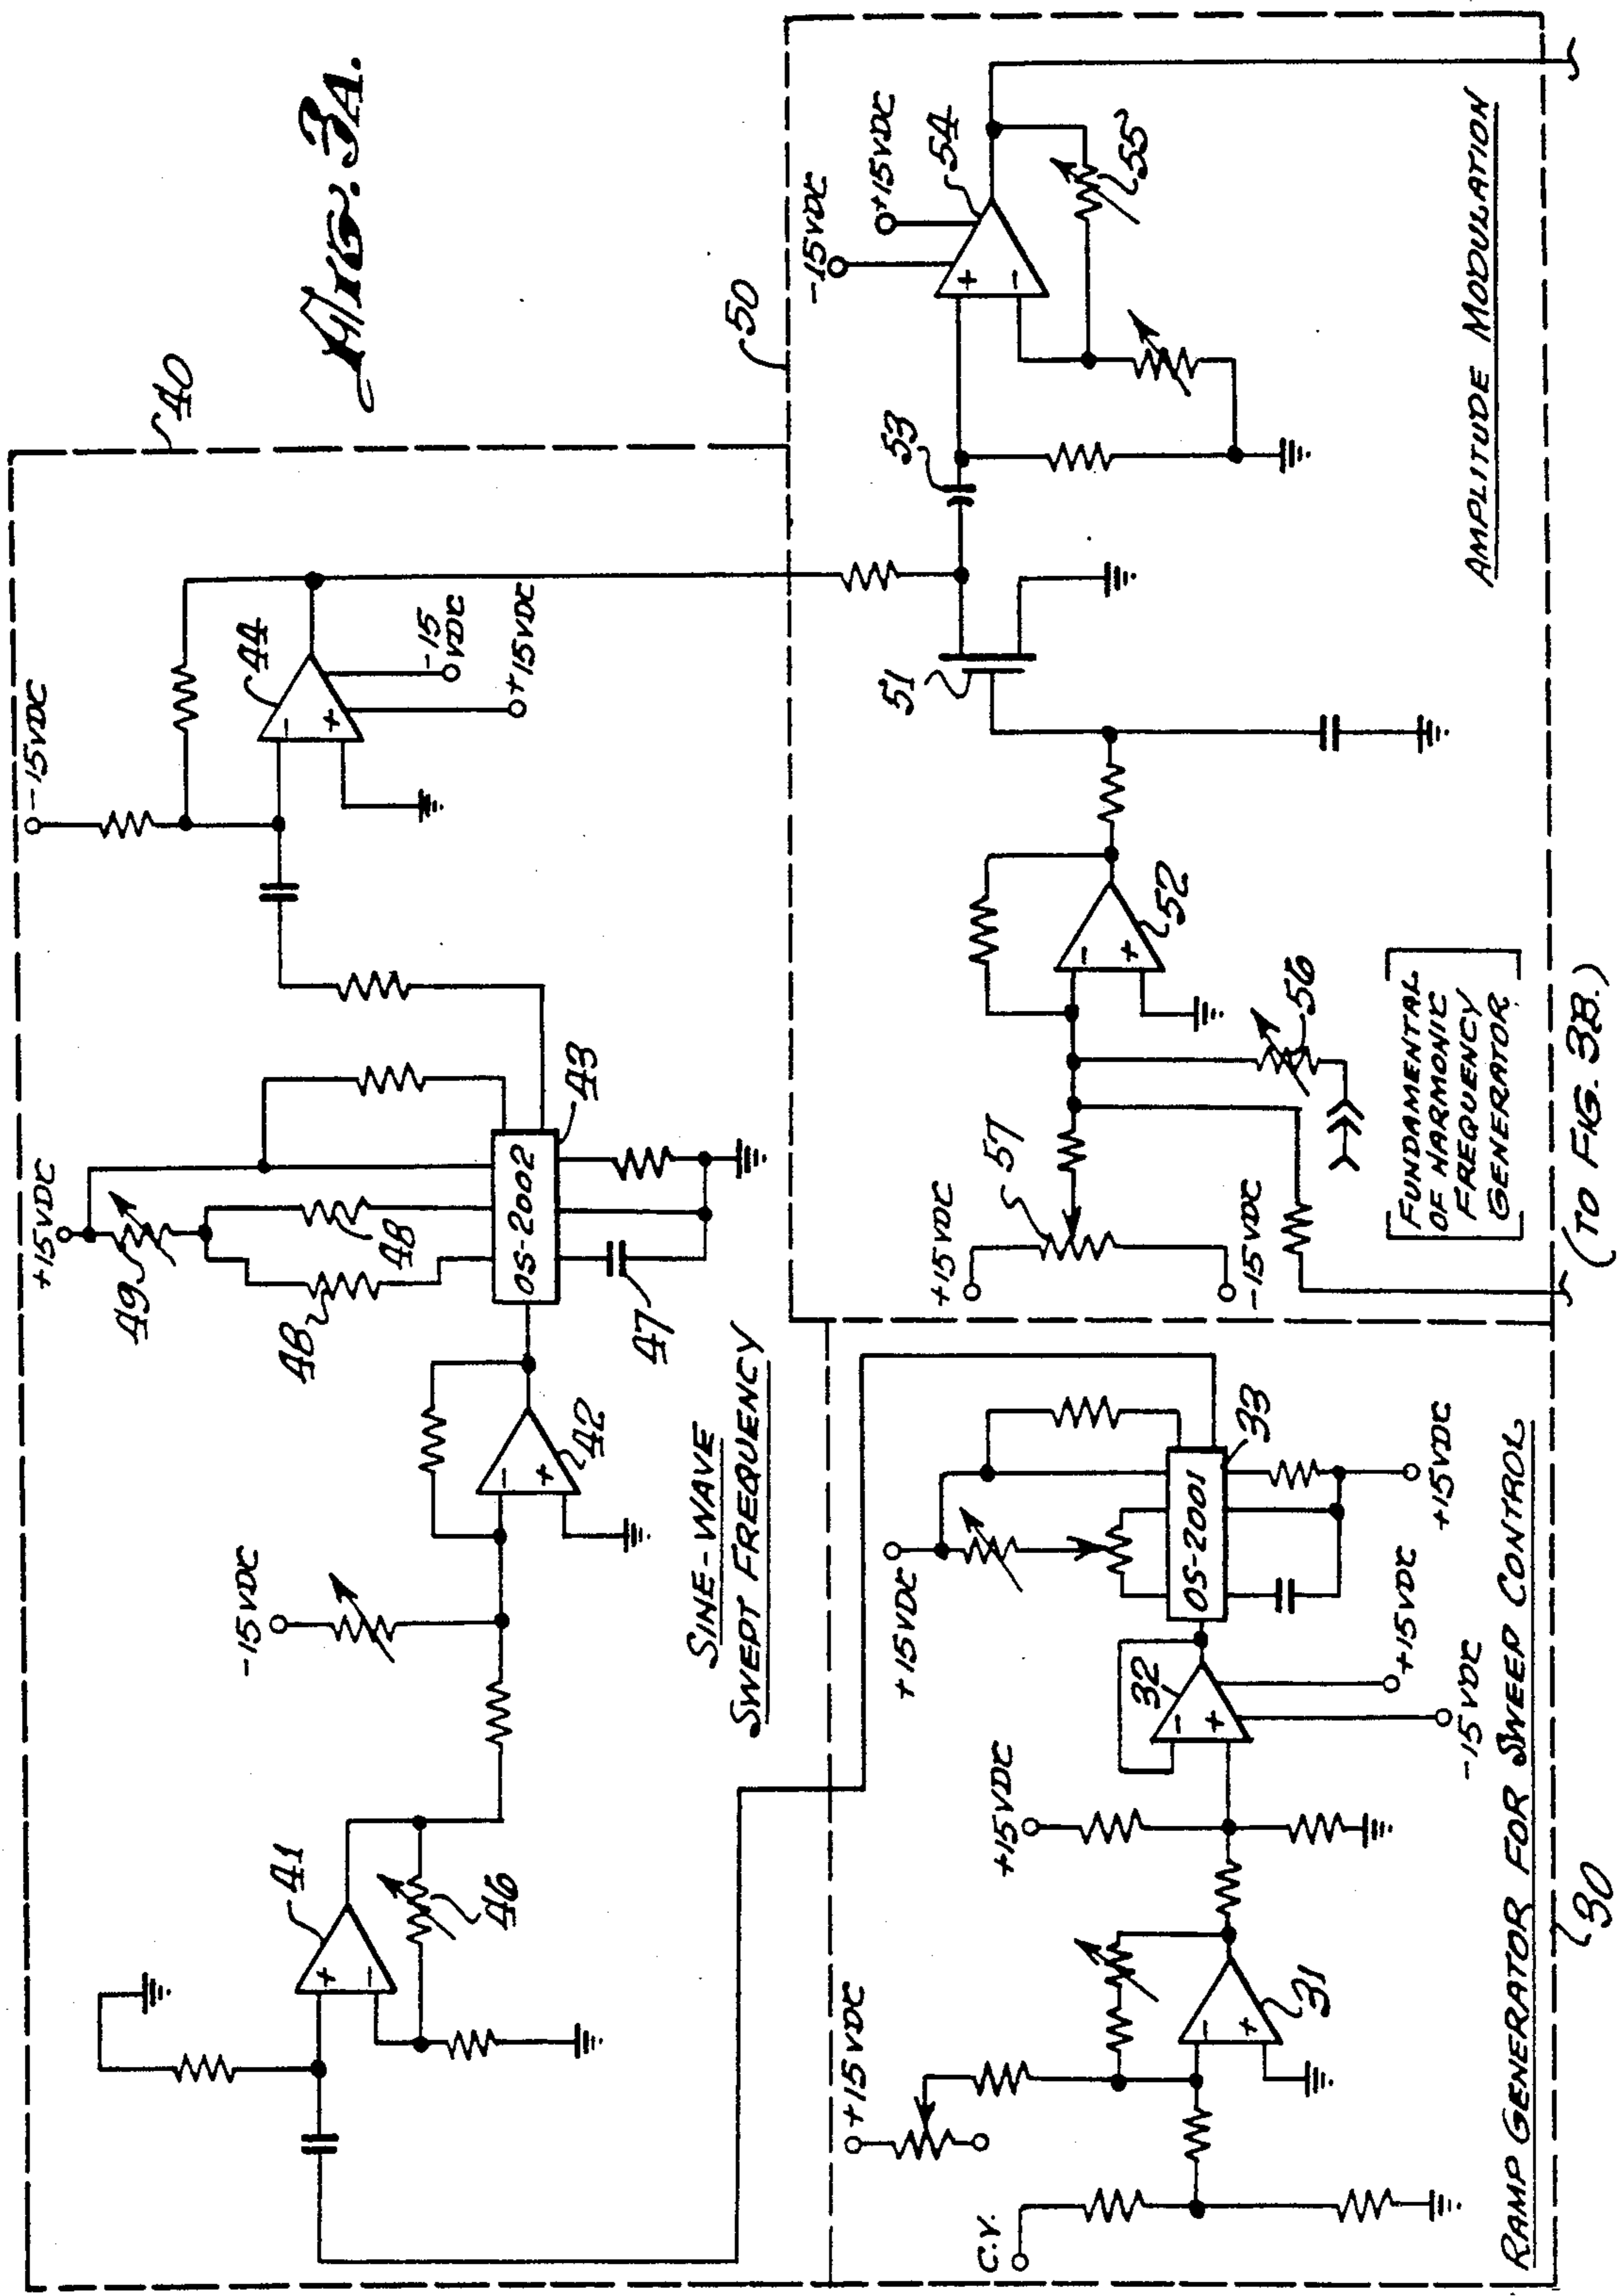 FIG. 3A.
40
-15VDC
+15VDC
49
48
48
-15VDC
44
-15
VDC
+15VDC
41
46
42
OS-2002
43
47
SINE-WAVE
SWEPT FREQUENCY
50
-15VDC
+15VDC
54
55
53
51
52
57
+15VDC
-15VDC
56
FUNDAMENTAL
OF HARMONIC
FREQUENCY
GENERATOR
AMPLITUDE MODULATION
(TO FIG. 3B.)
+15VDC
C.V.
31
+15VDC
32
+15VDC
-15VDC
+15VDC
OS-2001
33
+15VDC
RAMP GENERATOR FOR SWEEP CONTROL
30